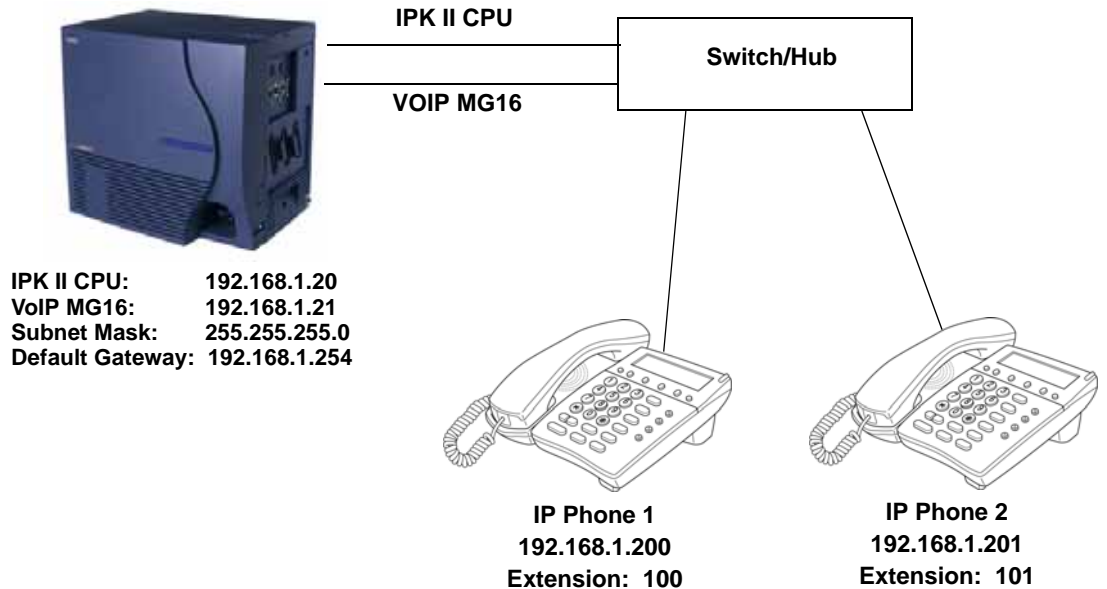 IPK II CPU
Switch/Hub
VOIP MG16
IPK II CPU: 192.168.1.20
VoIP MG16: 192.168.1.21
Subnet Mask: 255.255.255.0
Default Gateway: 192.168.1.254
IP Phone 1
192.168.1.200
Extension: 100
IP Phone 2
192.168.1.201
Extension: 101